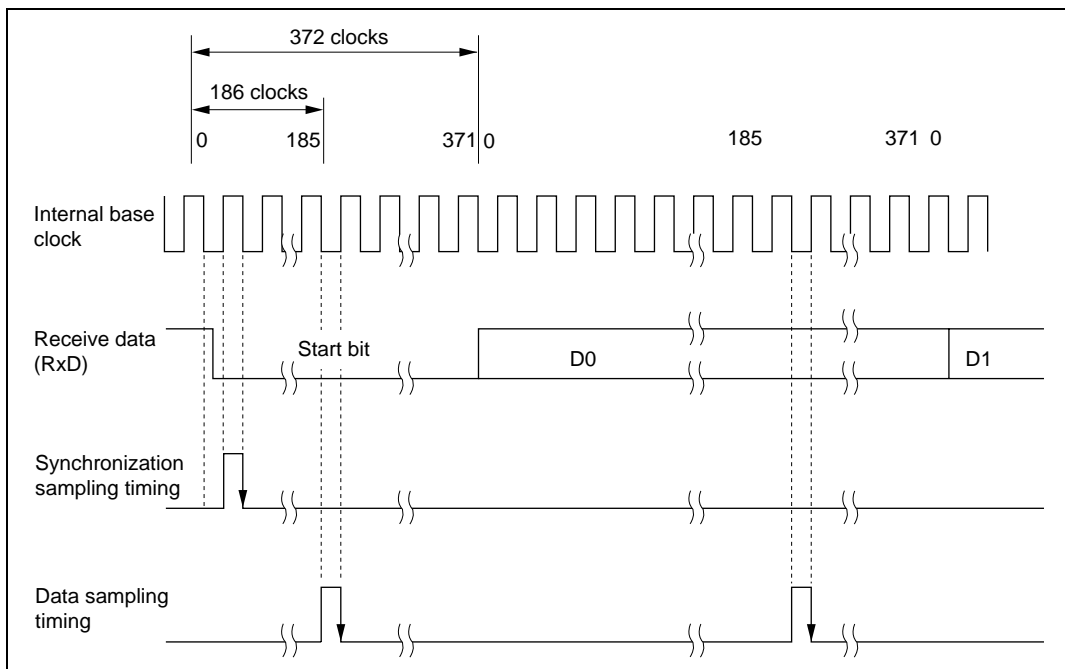 372 clocks
186 clocks
0 185 371 0 185 371 0
Internal base
clock
Receive data
(RxD)
Start bit
D0
D1
Synchronization
sampling timing
Data sampling
timing